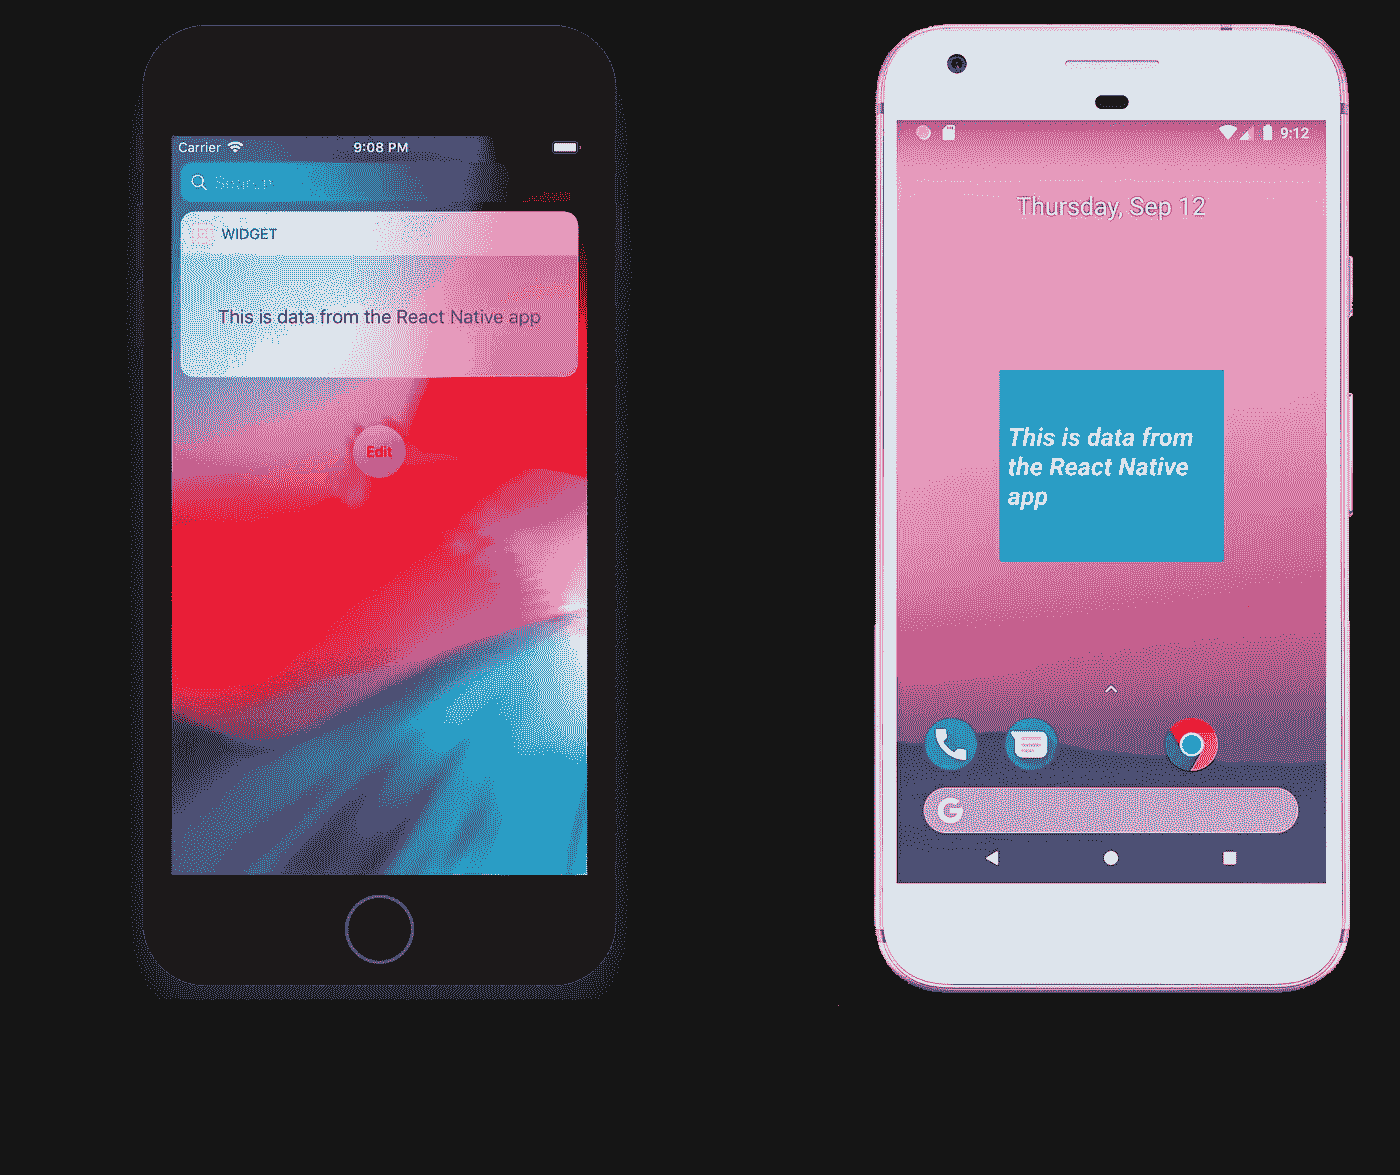 Carrier 9:08 PM
Search
WIDGET
This is data from the React Native app
Edit
9:12
Thursday, Sep 12
This is data from
the React Native
app
G